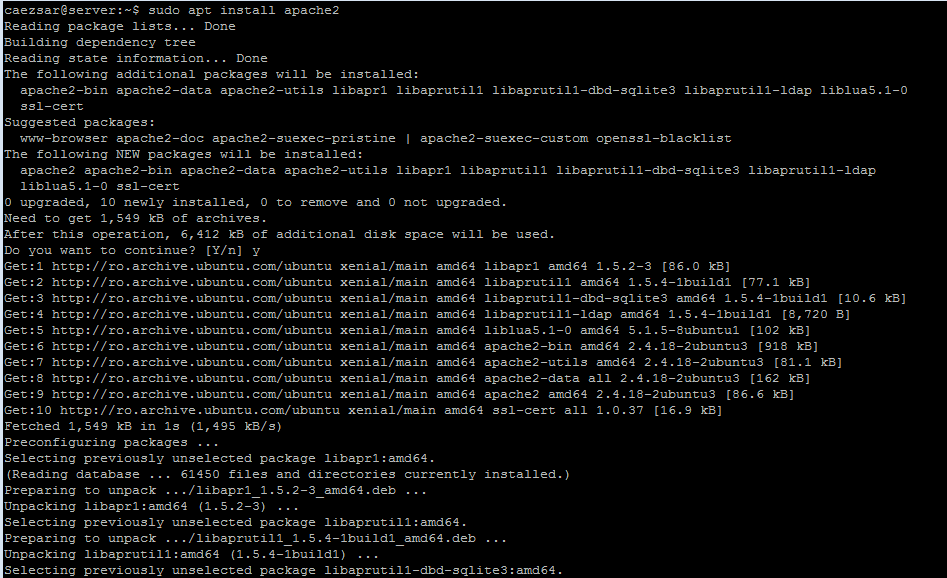 caezsar@server:~$ sudo apt install apache2
Reading package lists... Done
Building dependency tree
Reading state information... Done
The following additional packages will be installed:
  apache2-bin apache2-data apache2-utils libapr1 libaprutil1 libaprutil1-dbd-sqlite3 libaprutil1-ldap liblua5.1-0
  ssl-cert
Suggested packages:
  www-browser apache2-doc apache2-suexec-pristine | apache2-suexec-custom openssl-blacklist
The following NEW packages will be installed:
  apache2 apache2-bin apache2-data apache2-utils libapr1 libaprutil1 libaprutil1-dbd-sqlite3 libaprutil1-ldap
  liblua5.1-0 ssl-cert
0 upgraded, 10 newly installed, 0 to remove and 0 not upgraded.
Need to get 1,549 kB of archives.
After this operation, 6,412 kB of additional disk space will be used.
Do you want to continue? [Y/n] y
Get:1 http://ro.archive.ubuntu.com/ubuntu xenial/main amd64 libapr1 amd64 1.5.2-3 [86.0 kB]
Get:2 http://ro.archive.ubuntu.com/ubuntu xenial/main amd64 libaprutil1 amd64 1.5.4-1build1 [77.1 kB]
Get:3 http://ro.archive.ubuntu.com/ubuntu xenial/main amd64 libaprutil1-dbd-sqlite3 amd64 1.5.4-1build1 [10.6 kB]
Get:4 http://ro.archive.ubuntu.com/ubuntu xenial/main amd64 libaprutil1-ldap amd64 1.5.4-1build1 [8,720 B]
Get:5 http://ro.archive.ubuntu.com/ubuntu xenial/main amd64 liblua5.1-0 amd64 5.1.5-8ubuntu1 [102 kB]
Get:6 http://ro.archive.ubuntu.com/ubuntu xenial/main amd64 apache2-bin amd64 2.4.18-2ubuntu3 [918 kB]
Get:7 http://ro.archive.ubuntu.com/ubuntu xenial/main amd64 apache2-utils amd64 2.4.18-2ubuntu3 [81.1 kB]
Get:8 http://ro.archive.ubuntu.com/ubuntu xenial/main amd64 apache2-data all 2.4.18-2ubuntu3 [162 kB]
Get:9 http://ro.archive.ubuntu.com/ubuntu xenial/main amd64 apache2 amd64 2.4.18-2ubuntu3 [86.6 kB]
Get:10 http://ro.archive.ubuntu.com/ubuntu xenial/main amd64 ssl-cert all 1.0.37 [16.9 kB]
Fetched 1,549 kB in 1s (1,495 kB/s)
Preconfiguring packages ...
Selecting previously unselected package libapr1:amd64.
(Reading database ... 61450 files and directories currently installed.)
Preparing to unpack .../libapr1_1.5.2-3_amd64.deb ...
Unpacking libapr1:amd64 (1.5.2-3) ...
Selecting previously unselected package libaprutil1:amd64.
Preparing to unpack .../libaprutil1_1.5.4-1build1_amd64.deb ...
Unpacking libaprutil1:amd64 (1.5.4-1build1) ...
Selecting previously unselected package libaprutil1-dbd-sqlite3:amd64.